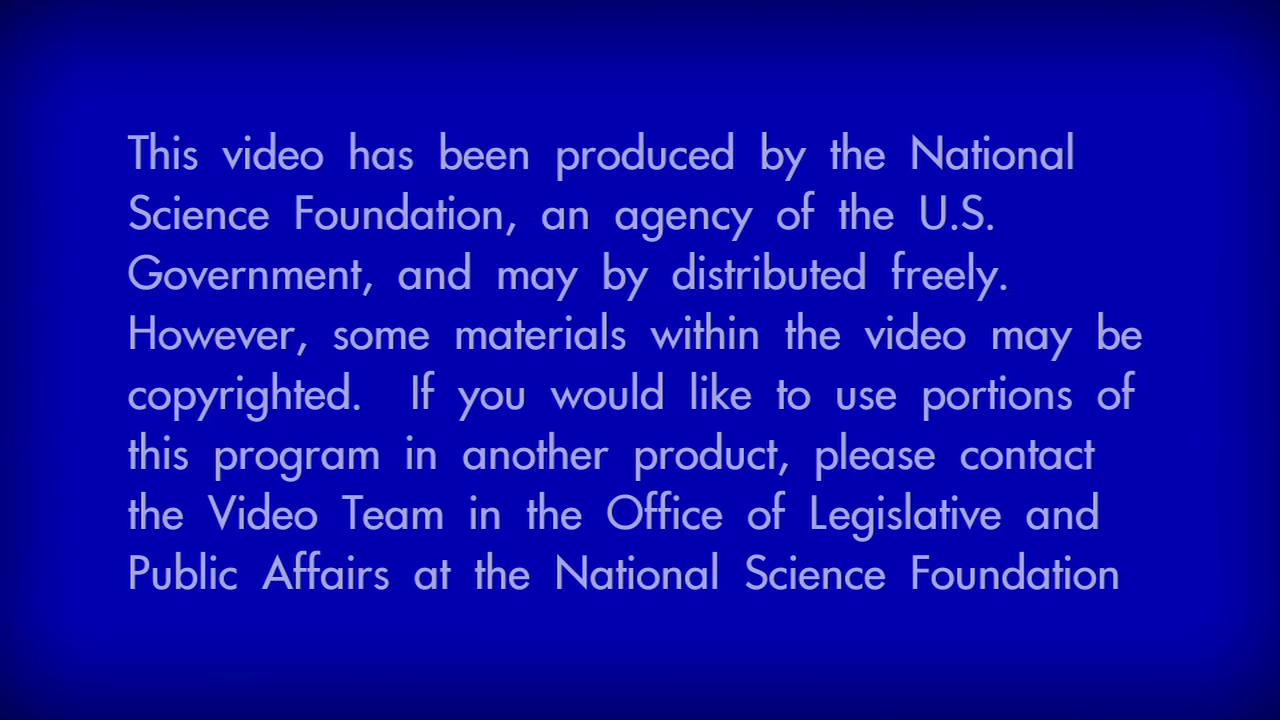 This video has been produced by the National
Science Foundation, an agency of the U.S.
Government, and may by distributed freely.
However, some materials within the video may be
copyrighted.  If you would like to use portions of
this program in another product, please contact
the Video Team in the Office of Legislative and
Public Affairs at the National Science Foundation